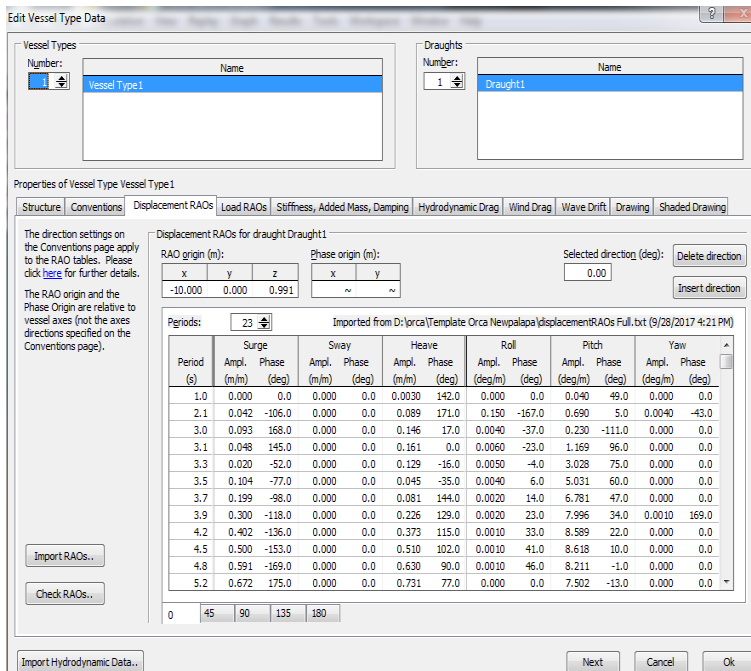 Edit Vessel Type Data
Vessel Types
Number:
1
Name
Vessel Type1
Draughts
Number:
1
Name
Draught1
Properties of Vessel Type Vessel Type1
Structure Conventions Displacement RAOs Load RAOs Stiffness, Added Mass, Damping Hydrodynamic Drag Wind Drag Wave Drift Drawing Shaded Drawing
The direction settings on
the Conventions page apply
to the RAO tables. Please
click here for further details.
The RAO origin and the
Phase Origin are relative to
vessel axes (not the axes
directions specified on the
Conventions page).
Import RAOs..
Check RAOs..
Displacement RAOs for draught Draught1
RAO origin (m):
x y z
-10.000 0.000 0.991
Phase origin (m):
x y
~ ~
Selected direction (deg):
0.00
Delete direction
Insert direction
Periods: 23
Imported from D:\orca\Template Orca Newpalapa\displacementRAOs Full.txt (9/28/2017 4:21 PM)
Surge Sway Heave Roll Pitch Yaw
Period Ampl. Phase Ampl. Phase Ampl. Phase Ampl. Phase Ampl. Phase Ampl. Phase
(s) (m/m) (deg) (m/m) (deg) (m/m) (deg) (deg/m) (deg) (deg/m) (deg) (deg/m) (deg)
1.0 0.000 0.0 0.000 0.0 0.0030 142.0 0.000 0.0 0.040 49.0 0.000 0.0
2.1 0.042 -106.0 0.000 0.0 0.089 171.0 0.150 -167.0 0.690 5.0 0.0040 -43.0
3.0 0.093 168.0 0.000 0.0 0.146 17.0 0.0040 -37.0 0.230 -111.0 0.000 0.0
3.1 0.048 145.0 0.000 0.0 0.161 0.0 0.0060 -23.0 1.169 96.0 0.000 0.0
3.3 0.020 -52.0 0.000 0.0 0.129 -16.0 0.0050 -4.0 3.028 75.0 0.000 0.0
3.5 0.104 -77.0 0.000 0.0 0.045 -35.0 0.0040 6.0 5.031 60.0 0.000 0.0
3.7 0.199 -98.0 0.000 0.0 0.081 144.0 0.0020 14.0 6.781 47.0 0.000 0.0
3.9 0.300 -118.0 0.000 0.0 0.226 129.0 0.0020 23.0 7.996 34.0 0.0010 169.0
4.2 0.402 -136.0 0.000 0.0 0.373 115.0 0.0010 33.0 8.589 22.0 0.000 0.0
4.5 0.500 -153.0 0.000 0.0 0.510 102.0 0.0010 41.0 8.618 10.0 0.000 0.0
4.8 0.591 -169.0 0.000 0.0 0.630 90.0 0.0010 46.0 8.211 -1.0 0.000 0.0
5.2 0.672 175.0 0.000 0.0 0.731 77.0 0.000 0.0 7.502 -13.0 0.000 0.0
0 45 90 135 180
Import Hydrodynamic Data..
Next
Cancel
Ok